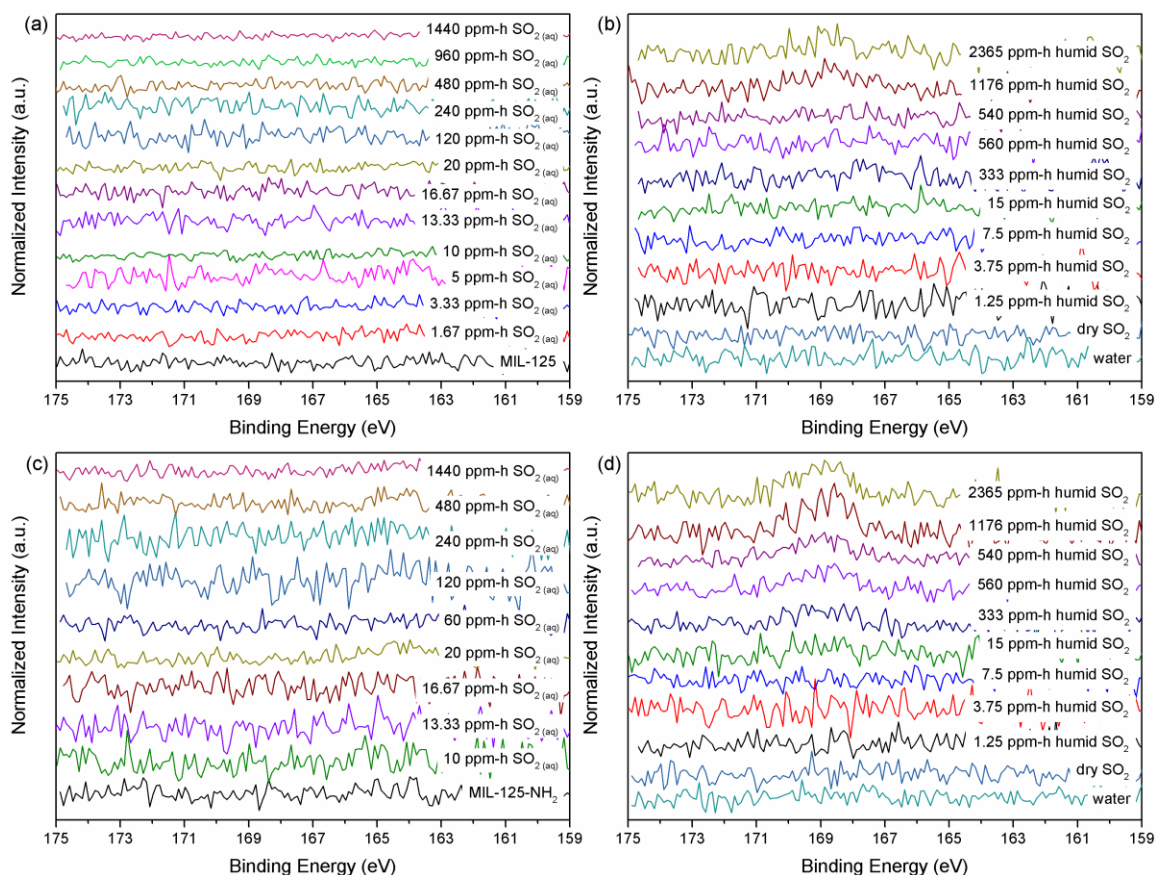 (a)
Normalized Intensity (a.u.)
1440 ppm-h SO2 (aq)
960 ppm-h SO2 (aq)
480 ppm-h SO2 (aq)
240 ppm-h SO2 (aq)
120 ppm-h SO2 (aq)
20 ppm-h SO2 (aq)
16.67 ppm-h SO2 (aq)
13.33 ppm-h SO2 (aq)
10 ppm-h SO2 (aq)
5 ppm-h SO2 (aq)
3.33 ppm-h SO2 (aq)
1.67 ppm-h SO2 (aq)
MIL-125
175 173 171 169 167 165 163 161 159
Binding Energy (eV)
(b)
Normalized Intensity (a.u.)
2365 ppm-h humid SO2
1176 ppm-h humid SO2
540 ppm-h humid SO2
560 ppm-h humid SO2
333 ppm-h humid SO2
15 ppm-h humid SO2
7.5 ppm-h humid SO2
3.75 ppm-h humid SO2
1.25 ppm-h humid SO2
dry SO2
water
175 173 171 169 167 165 163 161 159
Binding Energy (eV)
(c)
Normalized Intensity (a.u.)
1440 ppm-h SO2 (aq)
480 ppm-h SO2 (aq)
240 ppm-h SO2 (aq)
120 ppm-h SO2 (aq)
60 ppm-h SO2 (aq)
20 ppm-h SO2 (aq)
16.67 ppm-h SO2 (aq)
13.33 ppm-h SO2 (aq)
10 ppm-h SO2 (aq)
MIL-125-NH2
175 173 171 169 167 165 163 161 159
Binding Energy (eV)
(d)
Normalized Intensity (a.u.)
2365 ppm-h humid SO2
1176 ppm-h humid SO2
540 ppm-h humid SO2
560 ppm-h humid SO2
333 ppm-h humid SO2
15 ppm-h humid SO2
7.5 ppm-h humid SO2
3.75 ppm-h humid SO2
1.25 ppm-h humid SO2
dry SO2
water
175 173 171 169 167 165 163 161 159
Binding Energy (eV)